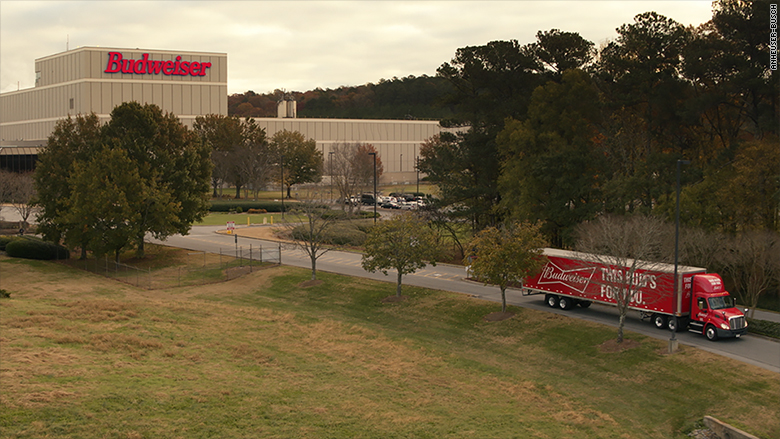 ANHEUSER-BUSCH
Budweiser
Budweiser
THIS BUD'S
FOR YOU.